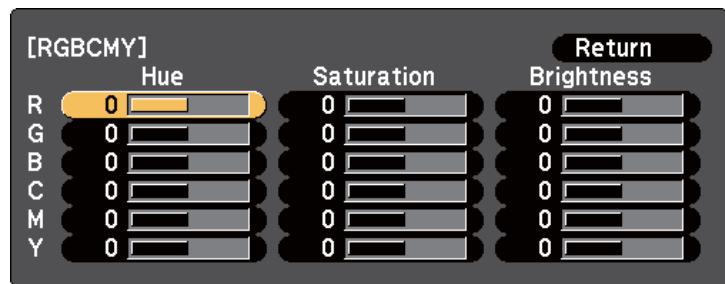 [RGBCMY] Return
Hue Saturation Brightness
R 0 0 0
G 0 0 0
B 0 0 0
C 0 0 0
M 0 0 0
Y 0 0 0